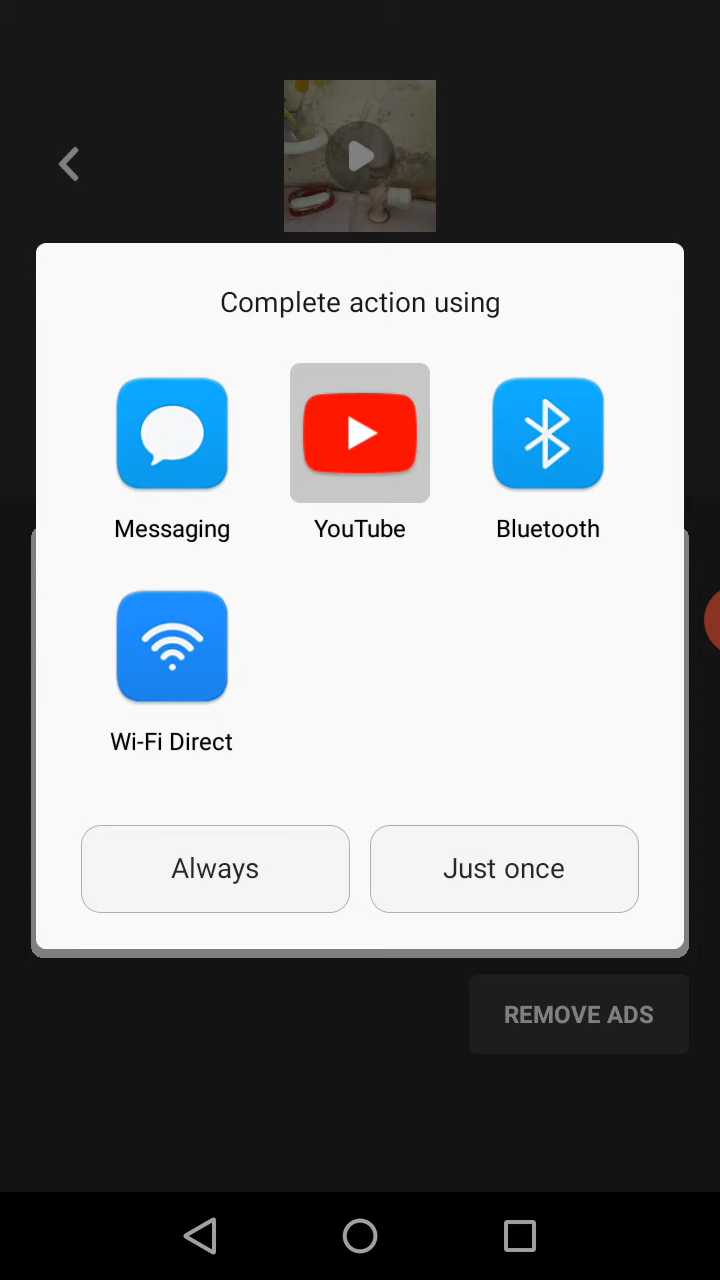 Complete action using
Messaging
YouTube
Bluetooth
Wi-Fi Direct
Always
Just once
REMOVE ADS